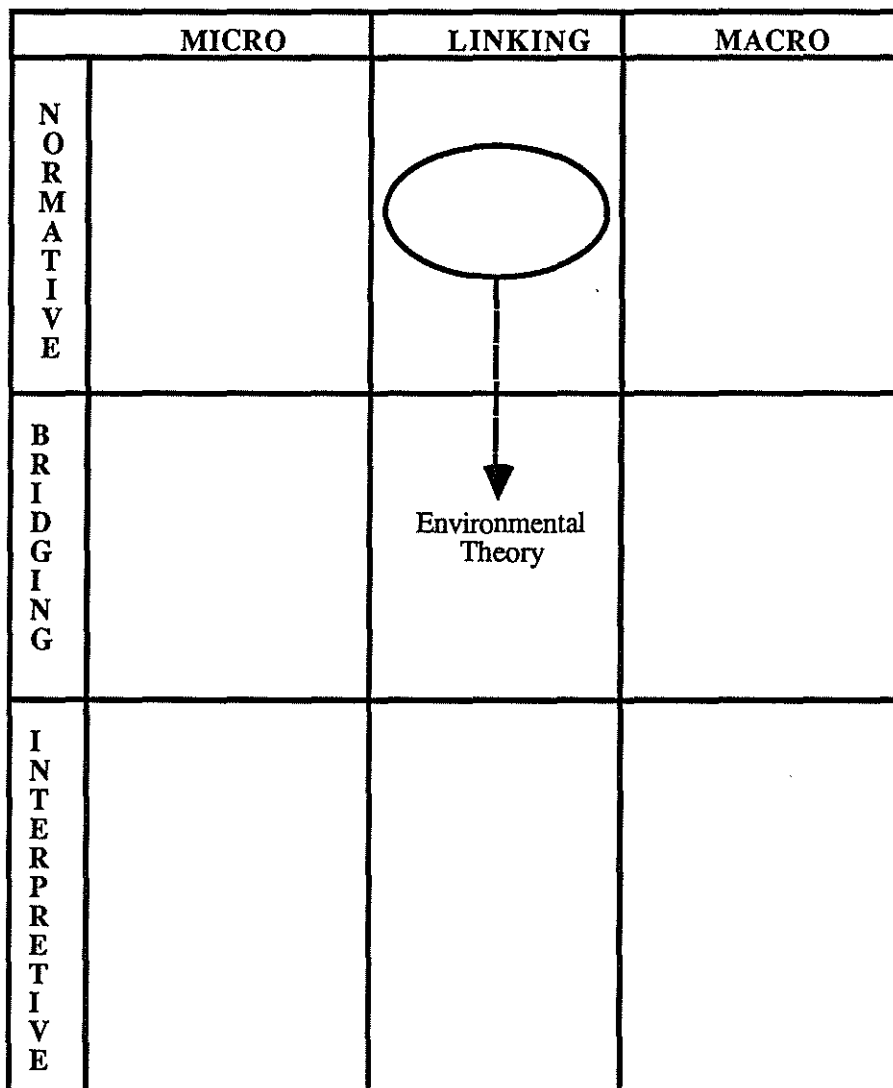 MICRO LINKING MACRO
NORMATIVE
BRIDGING
Environmental
Theory
INTERPRETIVE